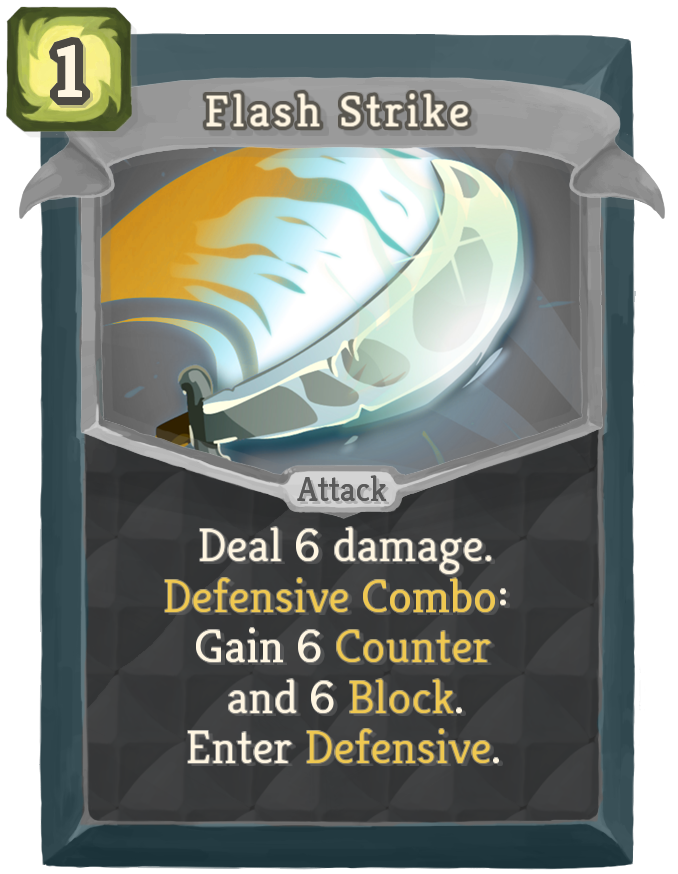 1
Flash Strike
Attack
Deal 6 damage.
Defensive Combo:
Gain 6 Counter
and 6 Block.
Enter Defensive.